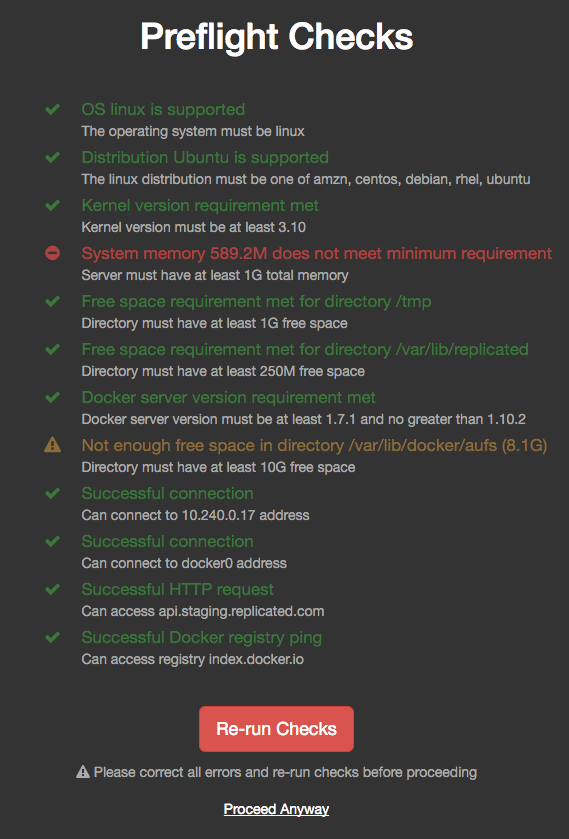 Preflight Checks
OS linux is supported
The operating system must be linux
Distribution Ubuntu is supported
The linux distribution must be one of amzn, centos, debian, rhel, ubuntu
Kernel version requirement met
Kernel version must be at least 3.10
System memory 589.2M does not meet minimum requirement
Server must have at least 1G total memory
Free space requirement met for directory /tmp
Directory must have at least 1G free space
Free space requirement met for directory /var/lib/replicated
Directory must have at least 250M free space
Docker server version requirement met
Docker server version must be at least 1.7.1 and no greater than 1.10.2
Not enough free space in directory /var/lib/docker/aufs (8.1G)
Directory must have at least 10G free space
Successful connection
Can connect to 10.240.0.17 address
Successful connection
Can connect to docker0 address
Successful HTTP request
Can access api.staging.replicated.com
Successful Docker registry ping
Can access registry index.docker.io
Re-run Checks
Please correct all errors and re-run checks before proceeding
Proceed Anyway